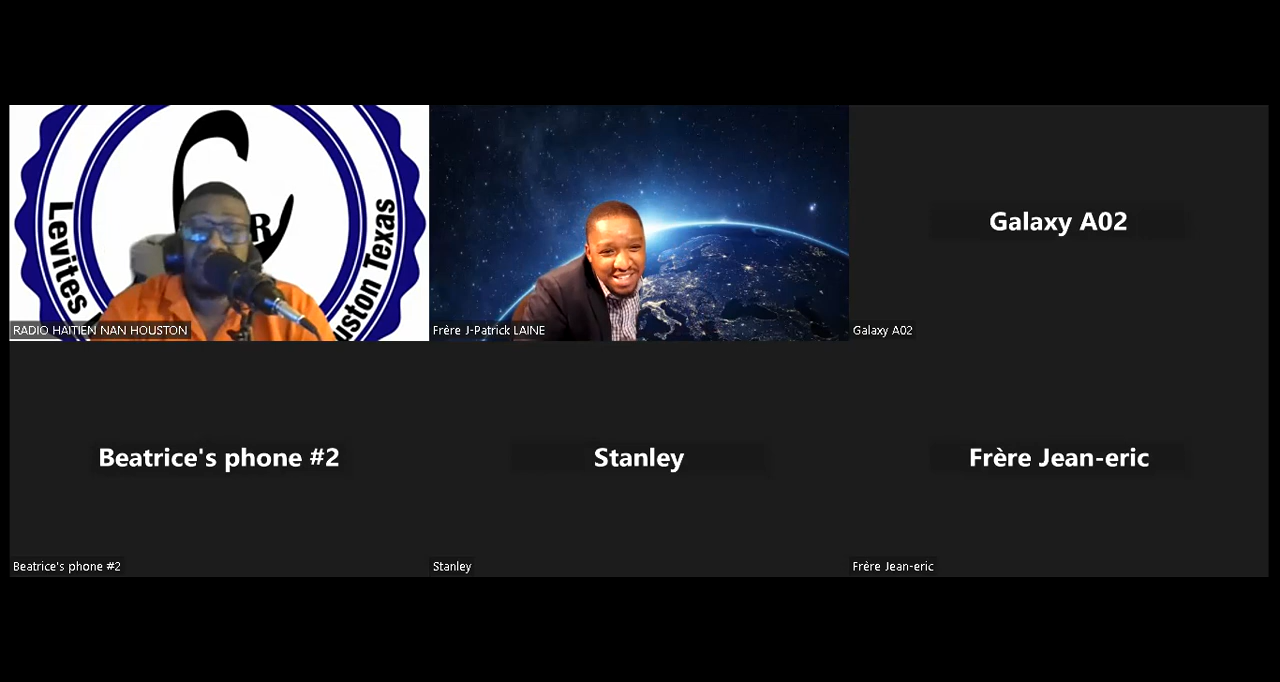 Levites
R
uston Texas
RADIO HAITIEN NAN HOUSTON
Frère J-Patrick LAINE
Galaxy A02
Galaxy A02
Beatrice's phone #2
Beatrice's phone #2
Stanley
Stanley
Frère Jean-eric
Frère Jean-eric